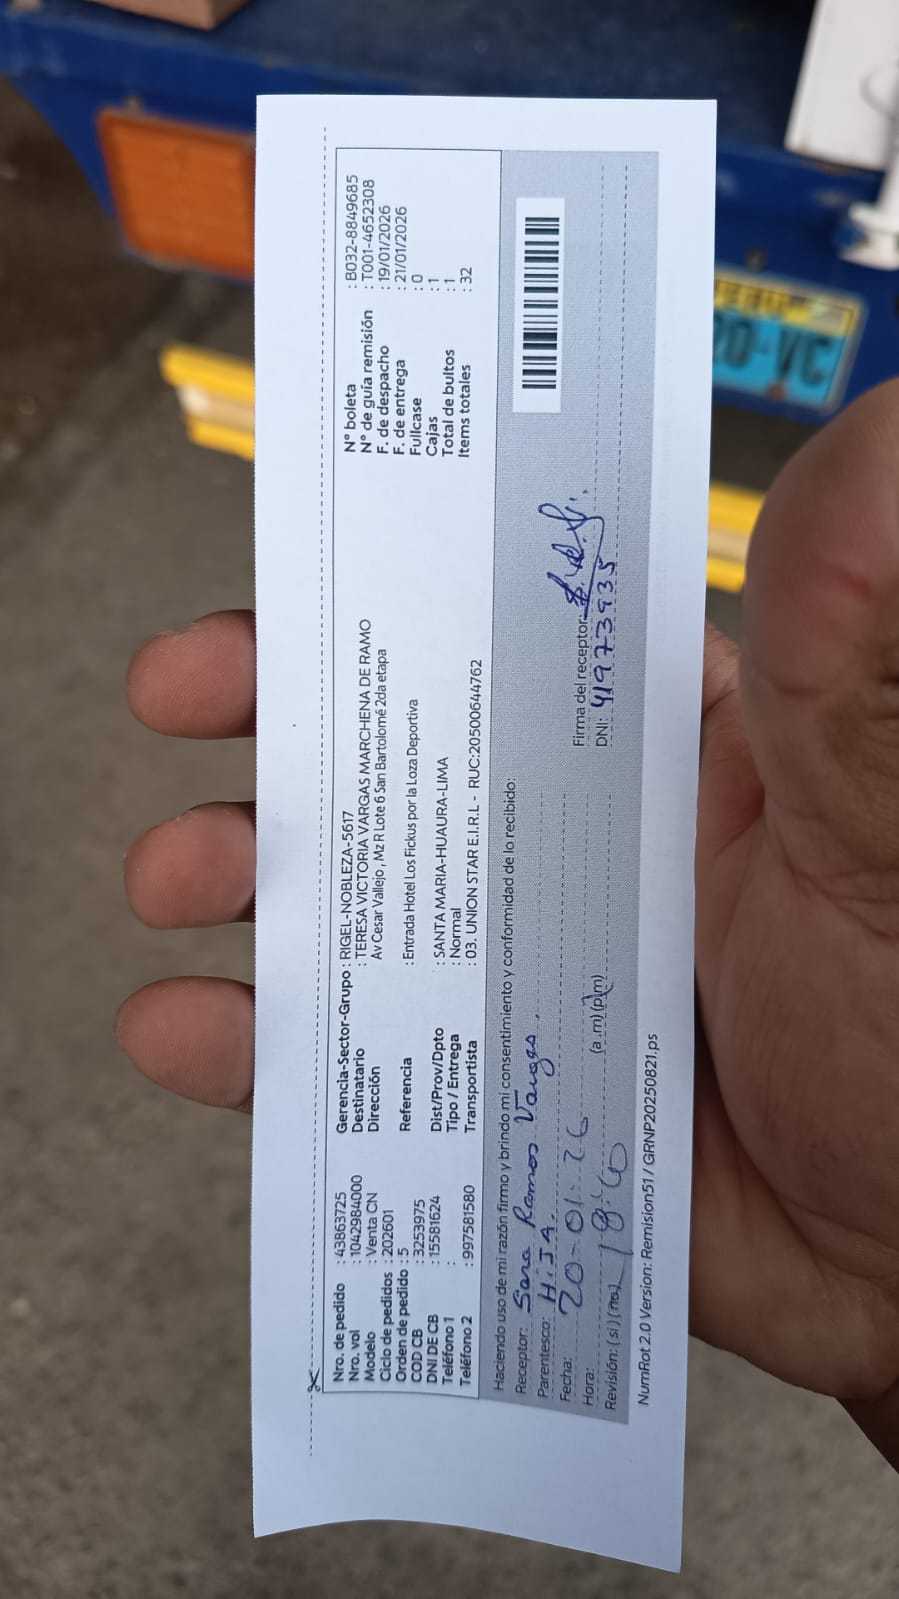 Nro. de pedido : 43863725
Nro. vol : 1042984000
Modelo : Venta CN
Ciclo de pedidos : 202601
Orden de pedido : 5
COD CB : 3253975
DNI DE CB : 15581624
Teléfono 1 :
Teléfono 2 : 997581580
Gerencia-Sector-Grupo : RIGEL-NOBLEZA-5617
Destinatario : TERESA VICTORIA VARGAS MARCHENA DE RAMO
Dirección Av Cesar Vallejo , Mz R Lote 6 San Bartolomé 2da etapa
Referencia : Entrada Hotel Los Fickus por la Loza Deportiva
Dist/Prov/Dpto : SANTA MARIA-HUAURA-LIMA
Tipo / Entrega : Normal
Transportista : 03. UNION STAR E.I.R.L - RUC:20500644762
N° boleta : B032-8849685
N° de guía remisión : T001-4652308
F. de despacho : 19/01/2026
F. de entrega : 21/01/2026
Fullcase : 0
Cajas : 1
Total de bultos : 1
Items totales : 32
Haciendo uso de mi razón firmo y brindo mi consentimiento y conformidad de lo recibido:
Receptor: Sara Ramos Vargas.
Parentesco: HiJA.
Fecha: 20-01-26
Hora: (a .m) (p.m)
Revisión: (si) (no)
Firma del receptor:
DNI: 41973935
NumRot 2.0 Version: Remision51 / GRNP20250821.ps